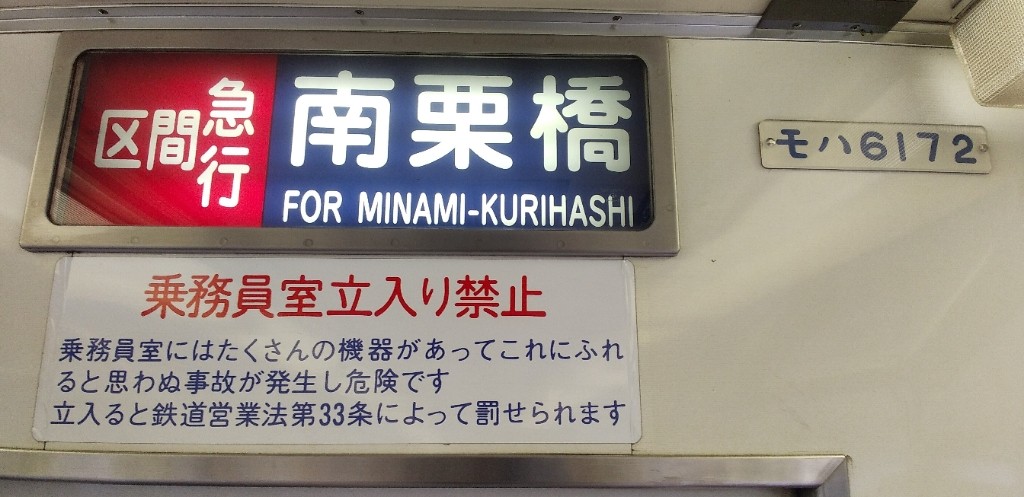 区間急行
南栗橋
FOR MINAMI-KURIHASHI
モハ6172
乗務員室立入り禁止
乗務員室にはたくさんの機器があってこれにふれ
ると思わぬ事故が発生し危険です
立入ると鉄道営業法第33条によって罰せられます